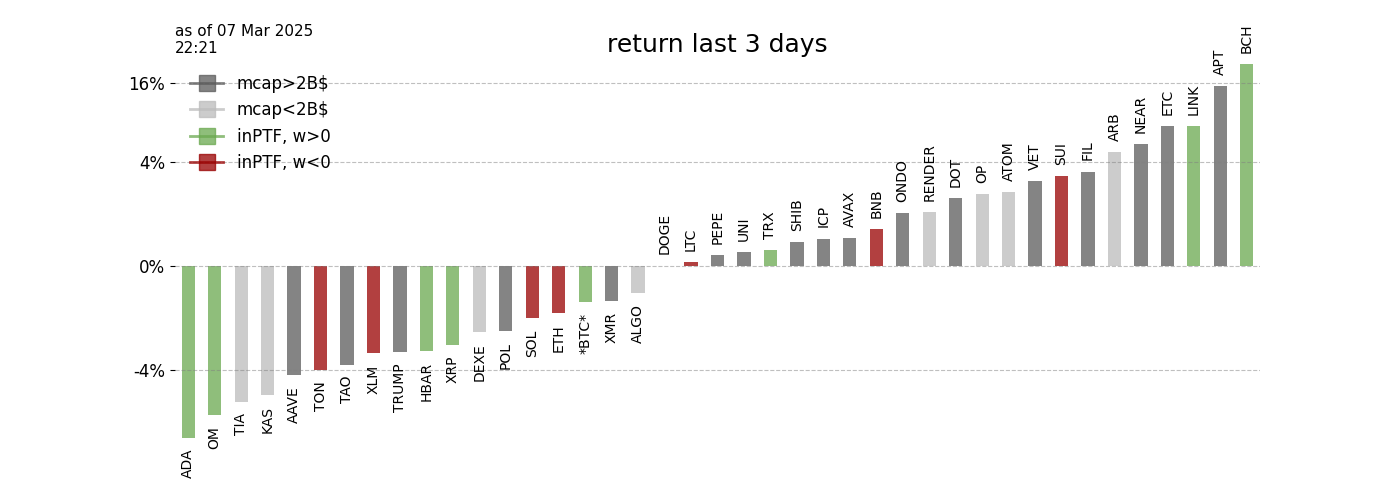 as of 07 Mar 2025
22:21
return last 3 days
16%
4%
0%
-4%
mcap>2B$
mcap<2B$
inPTF, w>0
inPTF, w<0
ADA
OM
TIA
KAS
AAVE
TON
TAO
XLM
TRUMP
HBAR
XRP
DEXE
POL
SOL
ETH
*BTC*
XMR
ALGO
DOGE
LTC
PEPE
UNI
TRX
SHIB
ICP
AVAX
BNB
ONDO
RENDER
DOT
OP
ATOM
VET
SUI
FIL
ARB
NEAR
ETC
LINK
APT
BCH